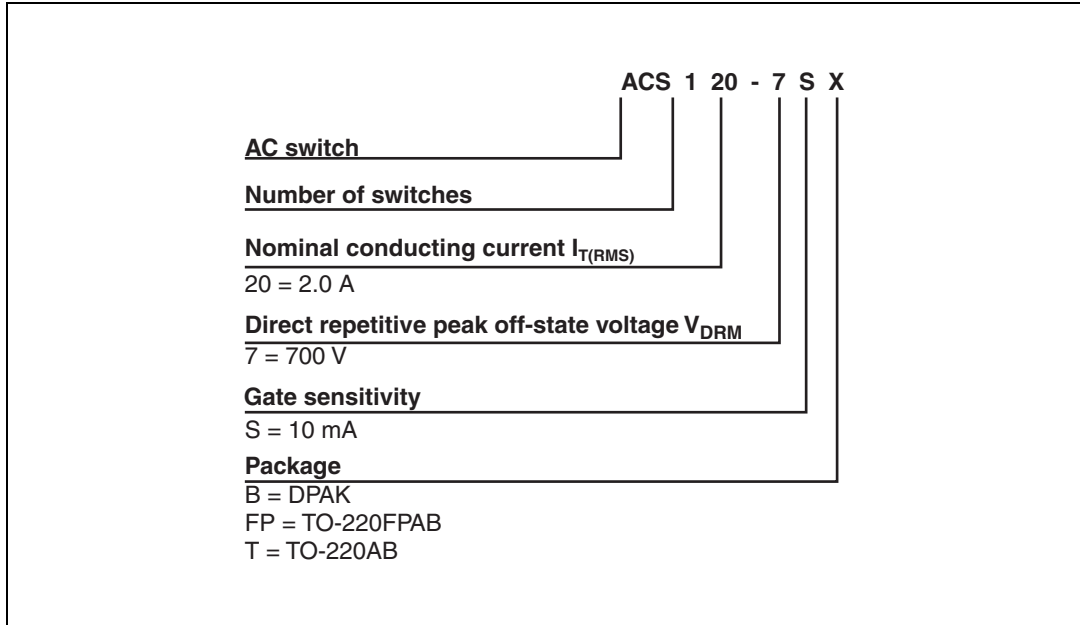 ACS 1 20 - 7 S X
AC switch
Number of switches
Nominal conducting current IT(RMS)
20 = 2.0 A
Direct repetitive peak off-state voltage VDRM
7 = 700 V
Gate sensitivity
S = 10 mA
Package
B = DPAK
FP = TO-220FPAB
T = TO-220AB